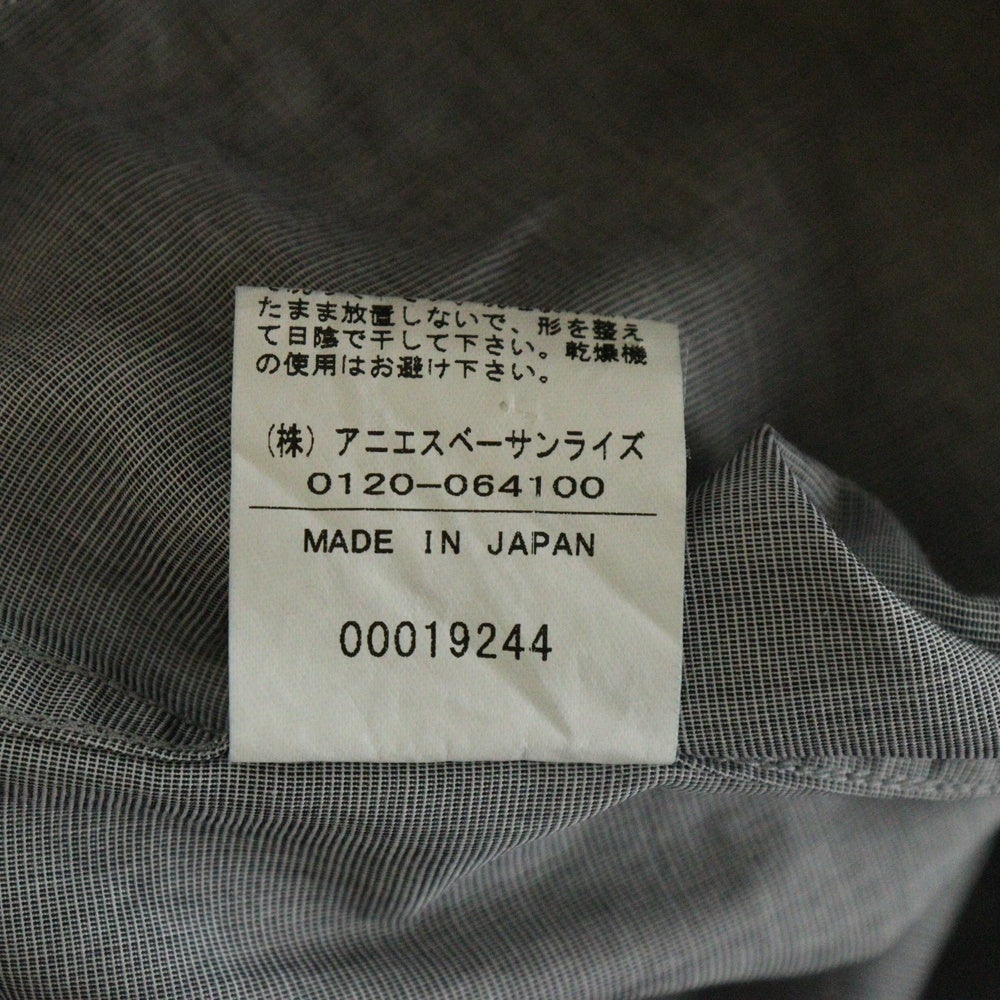 たまま放置しないで、形を整え
て日陰で干して下さい。乾燥機
の使用はお避け下さい。
(株) アニエスベーサンライズ
0120-064100
MADE IN JAPAN
00019244